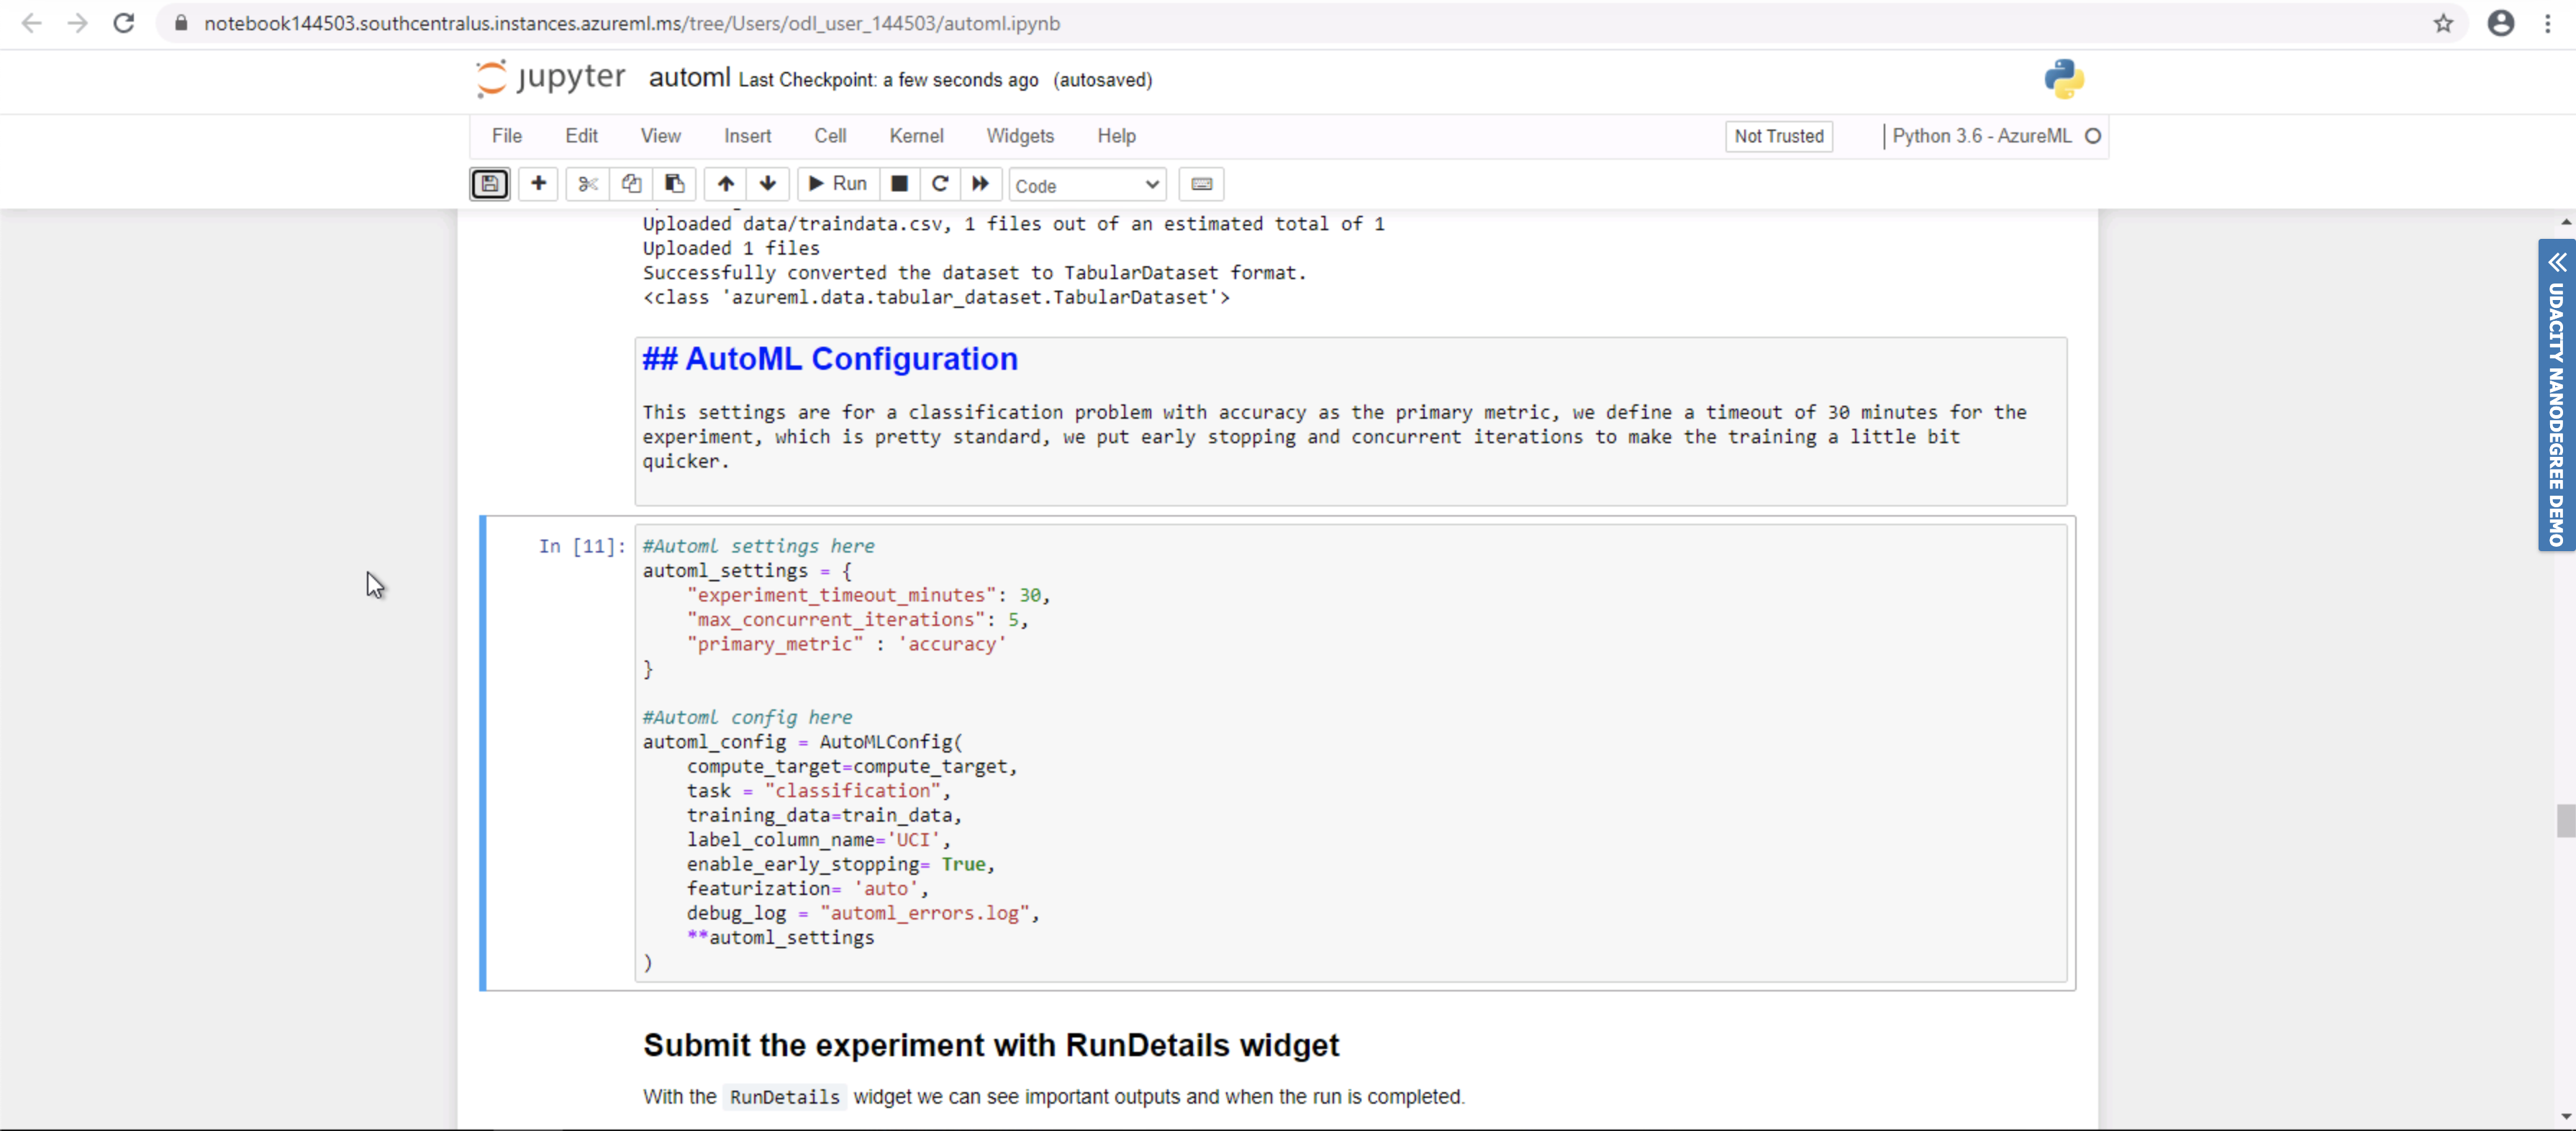 notebook144503.southcentralus.instances.azureml.ms/tree/Users/odl_user_144503/automl.ipynb
jupyter automl Last Checkpoint: a few seconds ago (autosaved)
File Edit View Insert Cell Kernel Widgets Help Not Trusted Python 3.6 - AzureML
Run Code
Uploaded data/traindata.csv, 1 files out of an estimated total of 1
Uploaded 1 files
Successfully converted the dataset to TabularDataset format.
<class 'azureml.data.tabular_dataset.TabularDataset'>
## AutoML Configuration
This settings are for a classification problem with accuracy as the primary metric, we define a timeout of 30 minutes for the
experiment, which is pretty standard, we put early stopping and concurrent iterations to make the training a little bit
quicker.
In [11]: #Automl settings here
automl_settings = {
    "experiment_timeout_minutes": 30,
    "max_concurrent_iterations": 5,
    "primary_metric" : 'accuracy'
}
#Automl config here
automl_config = AutoMLConfig(
    compute_target=compute_target,
    task = "classification",
    training_data=train_data,
    label_column_name='UCI',
    enable_early_stopping= True,
    featurization= 'auto',
    debug_log = "automl_errors.log",
    **automl_settings
)
Submit the experiment with RunDetails widget
With the RunDetails widget we can see important outputs and when the run is completed.
UDACITY NANODEGREE DEMO